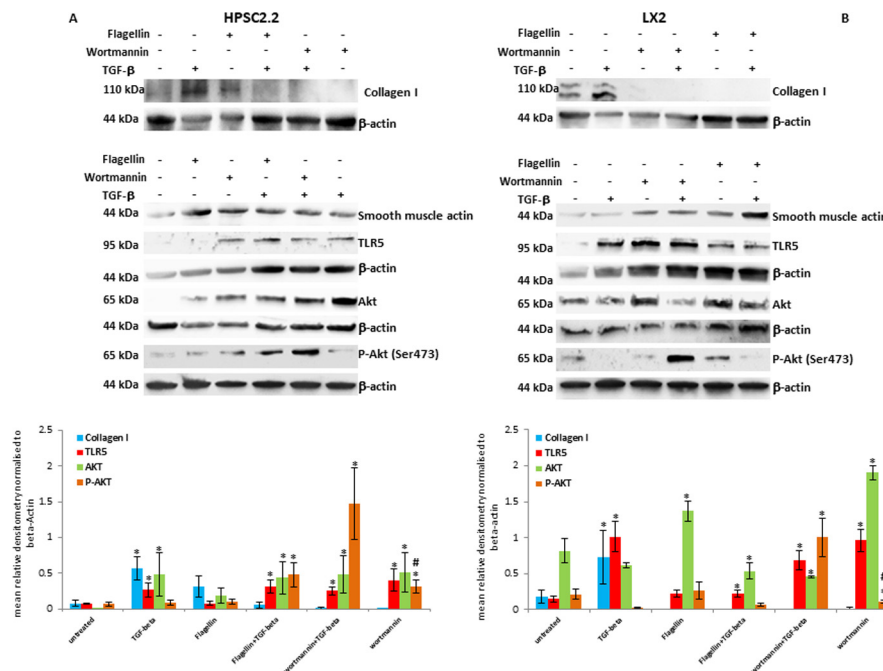 A HPSC2.2
Flagellin - - + + - -
Wortmannin - - - - + +
TGF-β - + - + + -
110 kDa Collagen I
44 kDa β-actin
Flagellin - + - + - -
Wortmannin - - + - + -
TGF-β - - - + + +
44 kDa Smooth muscle actin
95 kDa TLR5
44 kDa β-actin
65 kDa Akt
44 kDa β-actin
65 kDa P-Akt (Ser473)
44 kDa β-actin
mean relative densitometry normalised to
beta-Actin
2.5
2
1.5
1
0.5
0
Collagen I
TLR5
AKT
P-AKT
* * * * * * * * * * # *
untreated TGF-beta Flagellin Flagellin+TGF-beta wortmannin+TGF-beta wortmannin
LX2 B
Flagellin - - - - + +
Wortmannin - - + + - -
TGF-β - + - + - +
110 kDa Collagen I
44 kDa β-actin
Flagellin - - - - + +
Wortmannin - - + + - -
TGF-β - + - + - +
44 kDa Smooth muscle actin
95 kDa TLR5
44 kDa β-actin
65 kDa Akt
44 kDa β-actin
65 kDa P-Akt (Ser473)
44 kDa β-actin
mean relative densitometry normalised to
beta-actin
2.5
2
1.5
1
0.5
0
Collagen I
TLR5
AKT
P-AKT
* * * * * * * * * * # *
untreated TGF-beta Flagellin Flagellin+TGF-beta wortmannin+TGF-beta wortmannin